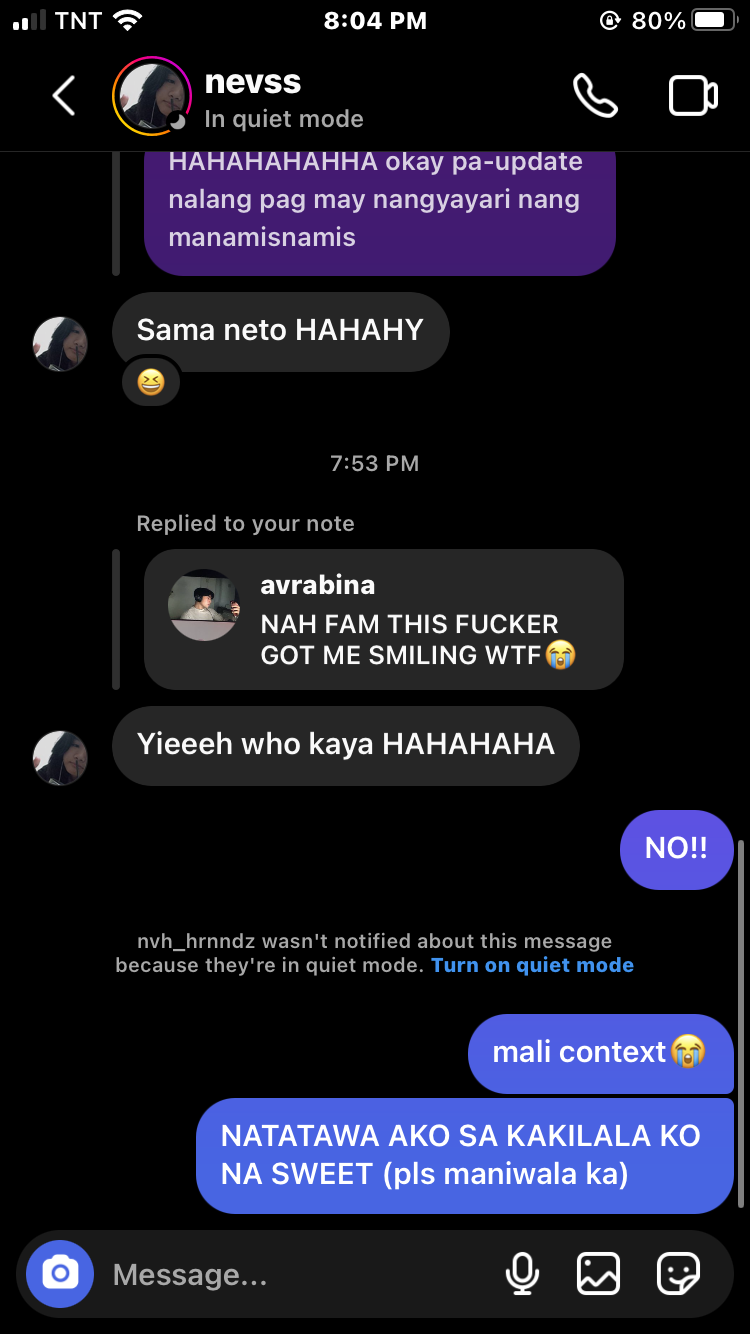 TNT 8:04 PM 80%
nevss
In quiet mode
HAHAHAHAHHA okay pa-update
nalang pag may nangyayari nang
manamisnamis
Sama neto HAHAHY
😆
7:53 PM
Replied to your note
avrabina
NAH FAM THIS FUCKER
GOT ME SMILING WTF😭
Yieeeh who kaya HAHAHAHA
NO!!
nvh_hrnndz wasn't notified about this message
because they're in quiet mode. Turn on quiet mode
mali context😭
NATATAWA AKO SA KAKILALA KO
NA SWEET (pls maniwala ka)
Message...